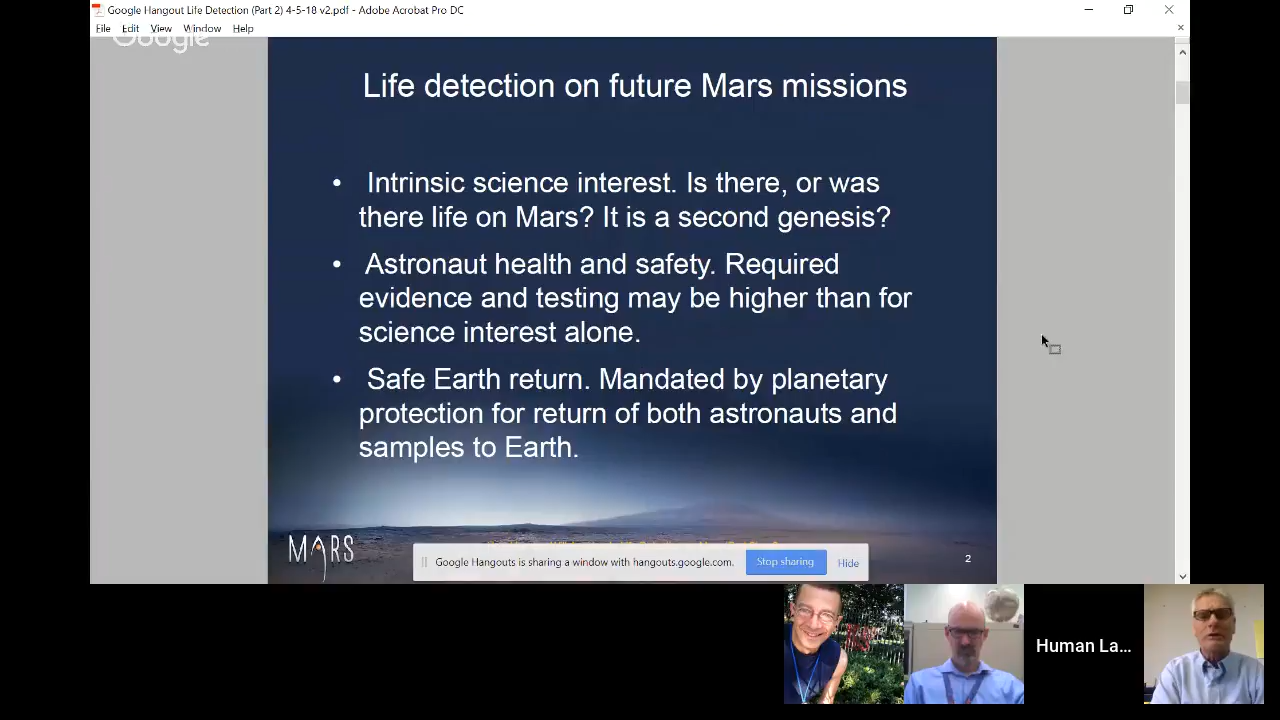 Google Hangout Life Detection (Part 2) 4-5-18 v2.pdf - Adobe Acrobat Pro DC
File Edit View Window Help
Google
Life detection on future Mars missions
• Intrinsic science interest. Is there, or was
there life on Mars? It is a second genesis?
• Astronaut health and safety. Required
evidence and testing may be higher than for
science interest alone.
• Safe Earth return. Mandated by planetary
protection for return of both astronauts and
samples to Earth.
MARS
Google Hangouts is sharing a window with hangouts.google.com. Stop sharing Hide
2
Human La...